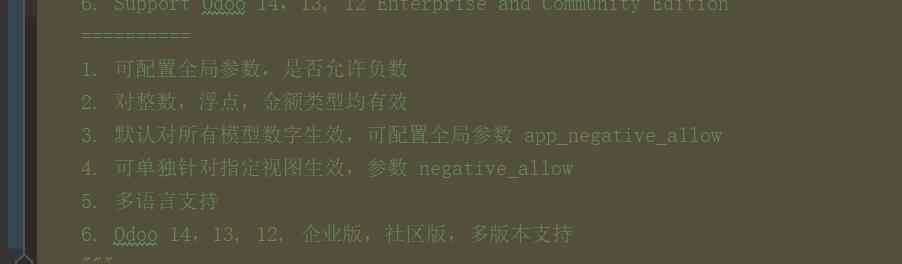 6. Support Odoo 14, 13, 12 Enterprise and Community Edition
==========
1. 可配置全局参数，是否允许负数
2. 对整数，浮点，金额类型均有效
3. 默认对所有模型数字生效，可配置全局参数 app_negative_allow
4. 可单独针对指定视图生效，参数 negative_allow
5. 多语言支持
6. Odoo 14, 13, 12, 企业版，社区版，多版本支持
"""